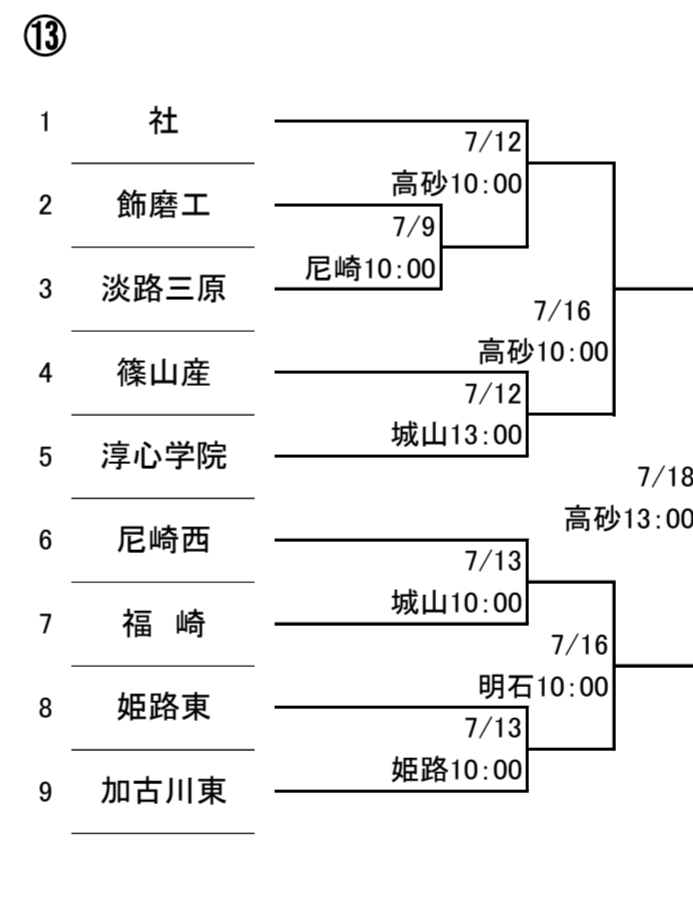 ⑬
1 社
7/12
高砂10:00
2 飾磨工
7/9
尼崎10:00
3 淡路三原
7/16
高砂10:00
4 篠山産
7/12
城山13:00
5 淳心学院
7/18
高砂13:00
6 尼崎西
7/13
城山10:00
7 福 崎
7/16
明石10:00
8 姫路東
7/13
姫路10:00
9 加古川東